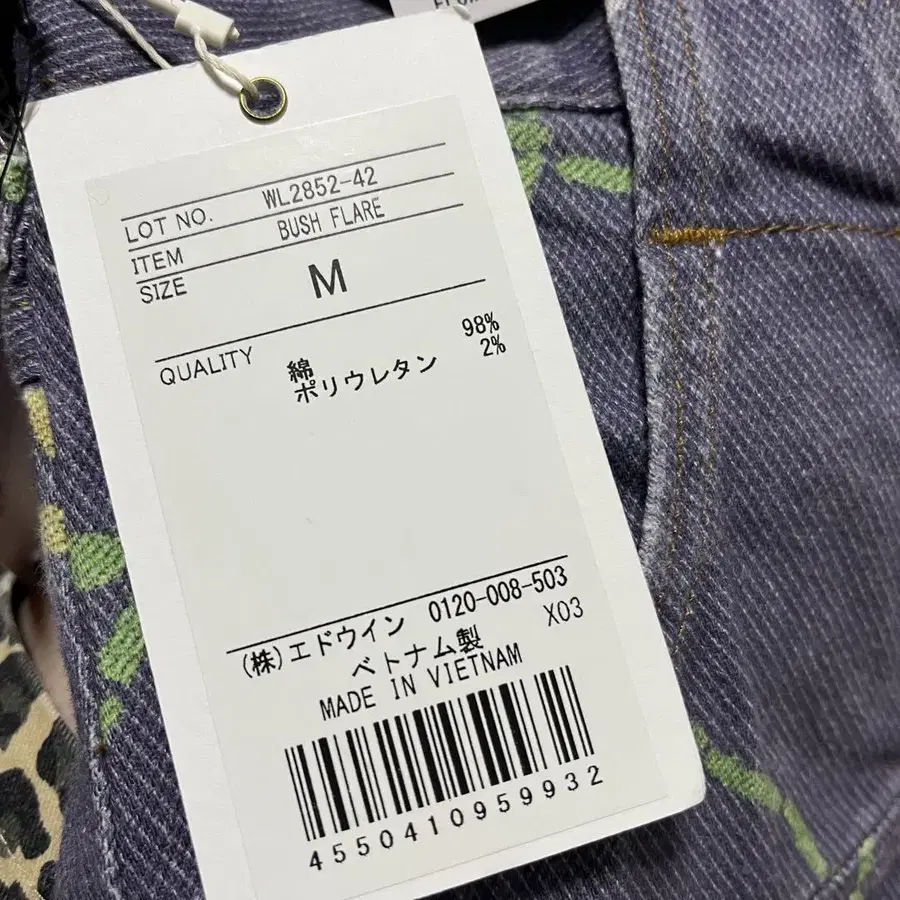 LOT NO. WL2852-42
ITEM BUSH FLARE
SIZE M
QUALITY 綿 98%
ポリウレタン 2%
(株)エドウイン 0120-008-503
ベトナム製 X03
MADE IN VIETNAM
4550410959932